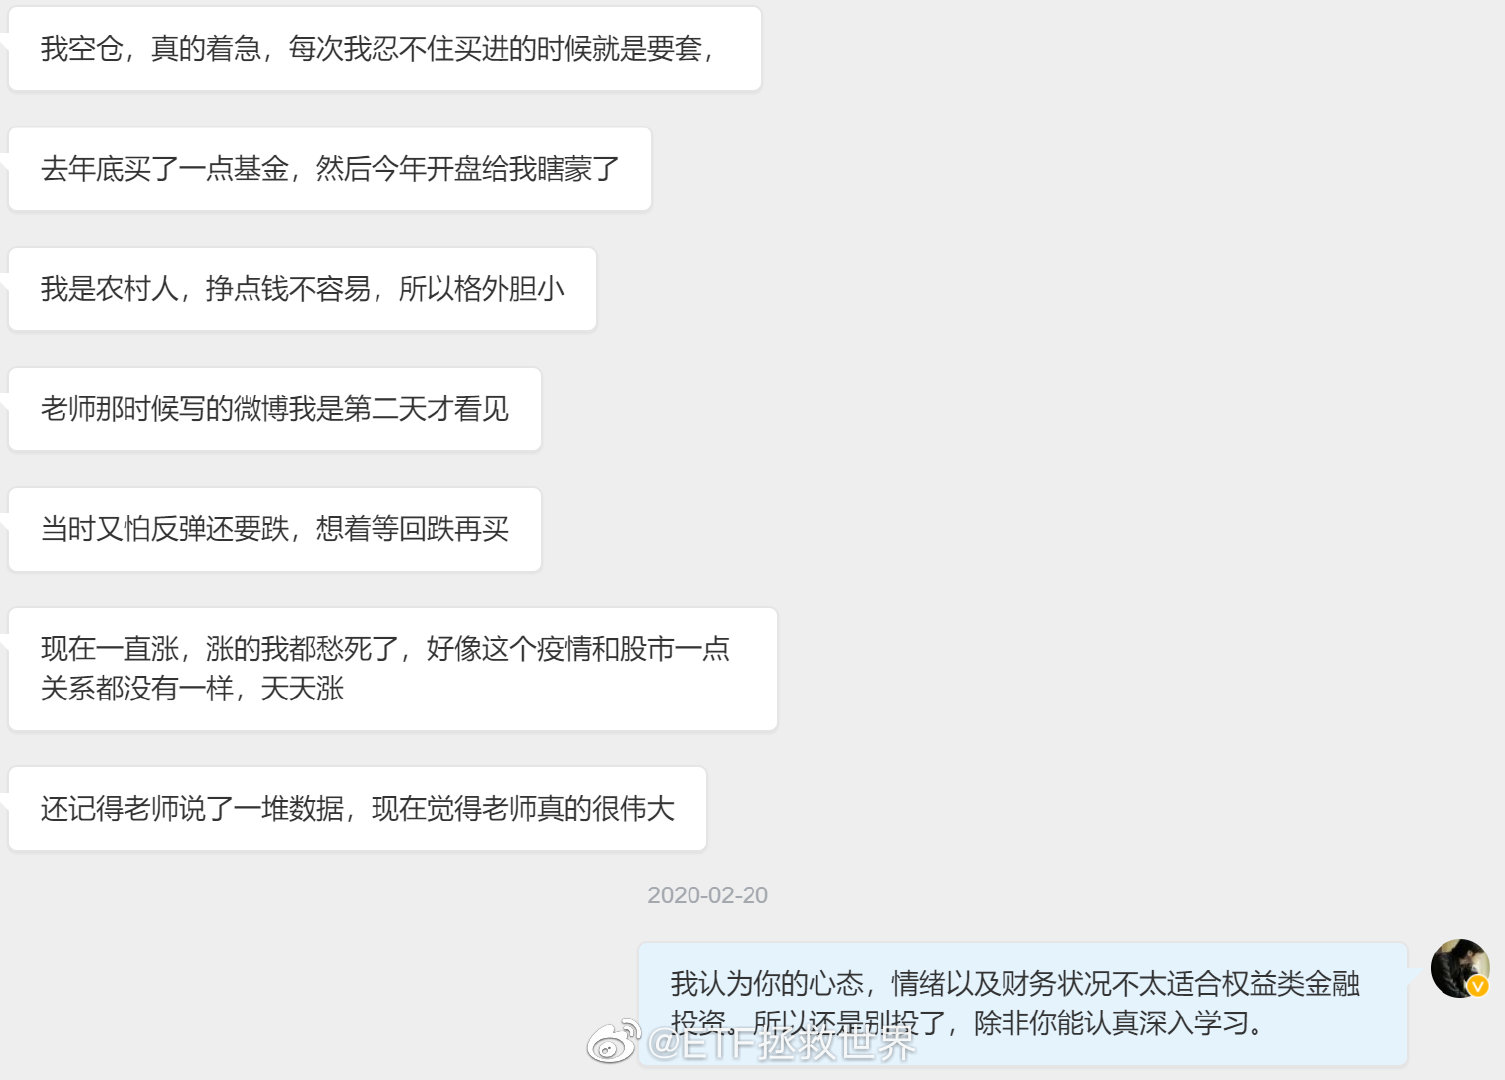 我空仓，真的着急，每次我忍不住买进的时候就是要套，
去年底买了一点基金，然后今年开盘给我瞎蒙了
我是农村人，挣点钱不容易，所以格外胆小
老师那时候写的微博我是第二天才看见
当时又怕反弹还要跌，想着等回跌再买
现在一直涨，涨的我都愁死了，好像这个疫情和股市一点
关系都没有一样，天天涨
还记得老师说了一堆数据，现在觉得老师真的很伟大
2020-02-20
我认为你的心态，情绪以及财务状况不太适合权益类金融
投资。所以还是别投了，除非你能认真深入学习。
@ETF拯救世界